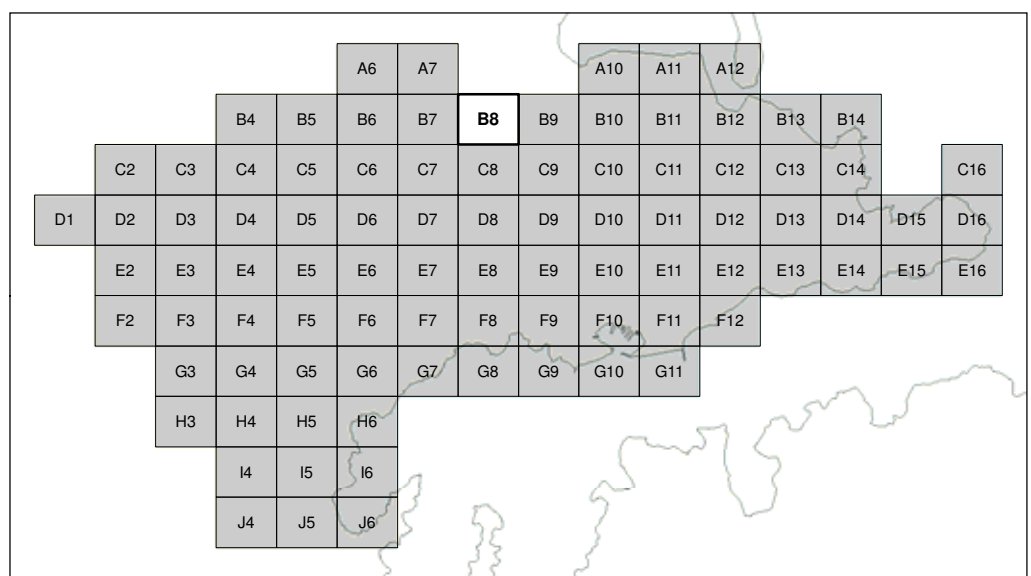 A6 A7 A10 A11 A12
B4 B5 B6 B7 B8 B9 B10 B11 B12 B13 B14
C2 C3 C4 C5 C6 C7 C8 C9 C10 C11 C12 C13 C14 C16
D1 D2 D3 D4 D5 D6 D7 D8 D9 D10 D11 D12 D13 D14 D15 D16
E2 E3 E4 E5 E6 E7 E8 E9 E10 E11 E12 E13 E14 E15 E16
F2 F3 F4 F5 F6 F7 F8 F9 F10 F11 F12
G3 G4 G5 G6 G7 G8 G9 G10 G11
H3 H4 H5 H6
I4 I5 I6
J4 J5 J6